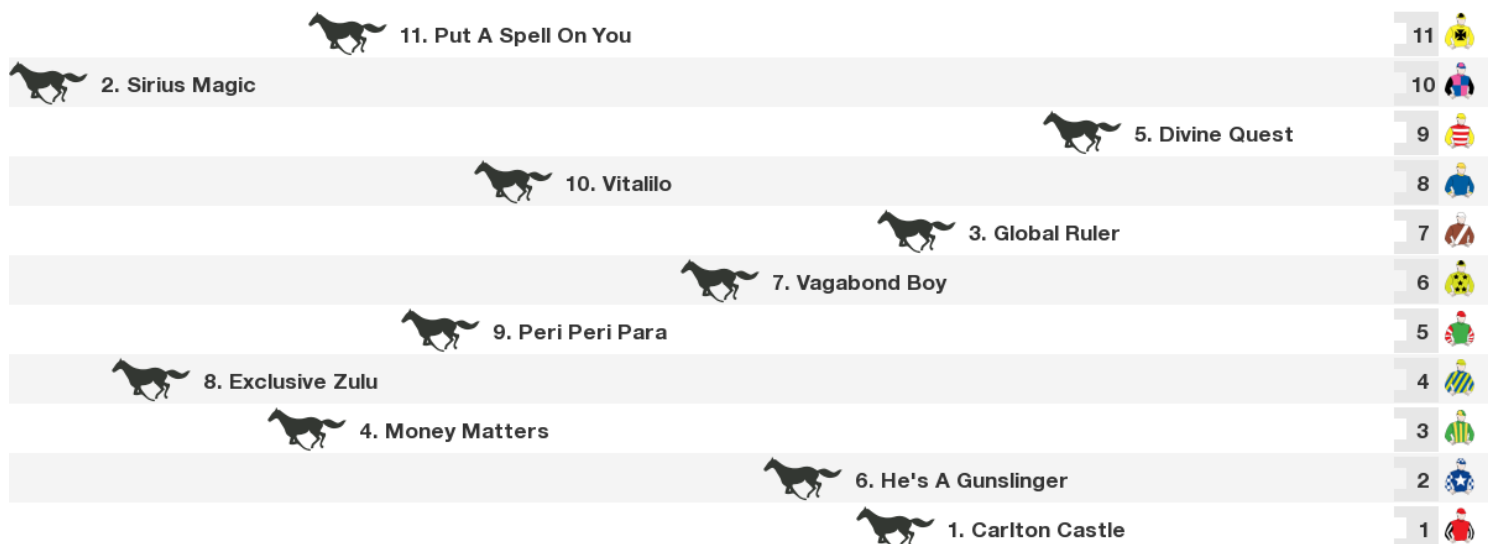 11. Put A Spell On You 11
2. Sirius Magic 10
5. Divine Quest 9
10. Vitalilo 8
3. Global Ruler 7
7. Vagabond Boy 6
9. Peri Peri Para 5
8. Exclusive Zulu 4
4. Money Matters 3
6. He's A Gunslinger 2
1. Carlton Castle 1